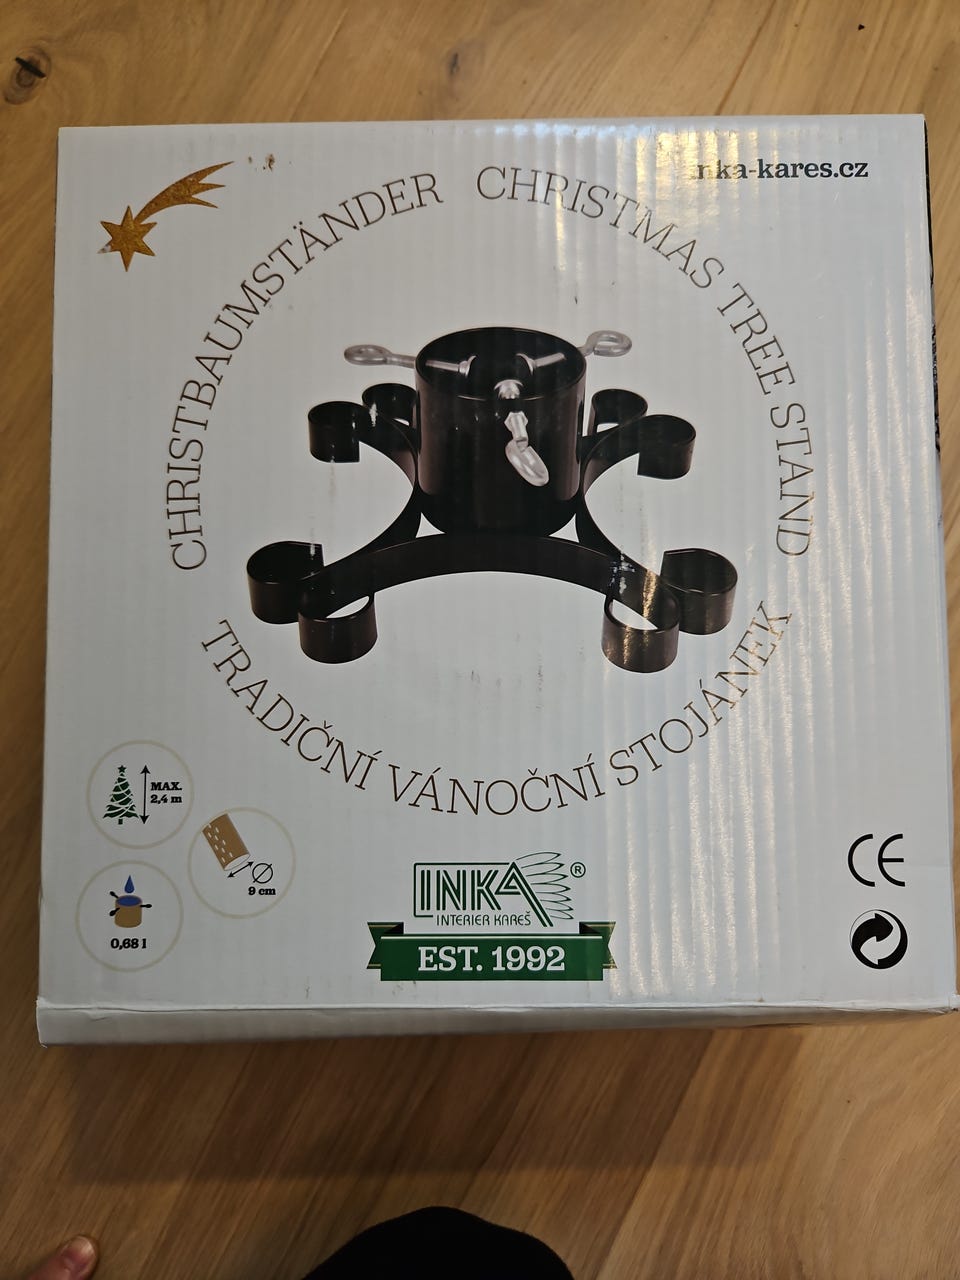 inka-kares.cz
CHRISTBAUMSTÄNDER CHRISTMAS TREE STAND
TRADIČNÍ VÁNOČNÍ STOJÁNEK
MAX.
2,4 m
Ø
9 cm
0,68 l
INKA®
INTERIER KAREŠ
EST. 1992
CE